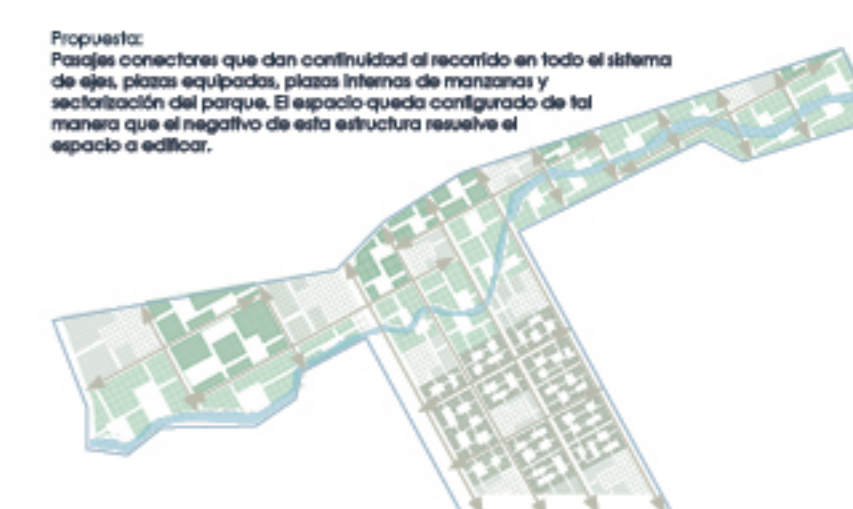 Propuesta:
Pasajes conectores que dan continuidad al recorrido en todo el sistema
de ejes, plazas equipadas, plazas internas de manzanas y
sectorización del parque. El espacio queda configurado de tal
manera que el negativo de esta estructura resuelve el
espacio a edificar.